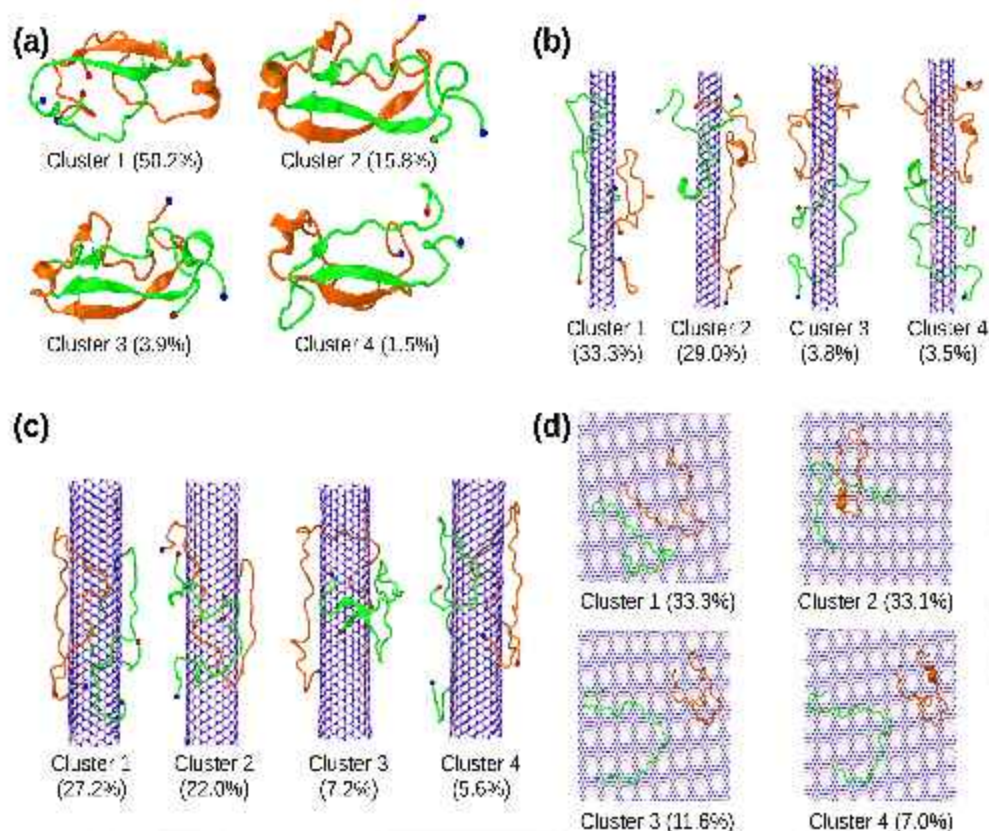 (a)
Cluster 1 (50.2%)
Cluster 2 (15.8%)
Cluster 3 (3.9%)
Cluster 4 (1.5%)
(b)
Cluster 1
(33.3%)
Cluster 2
(29.0%)
Cluster 3
(3.8%)
Cluster 4
(3.5%)
(c)
Cluster 1
(27.2%)
Cluster 2
(22.0%)
Cluster 3
(7.2%)
Cluster 4
(5.6%)
(d)
Cluster 1 (33.3%)
Cluster 2 (33.1%)
Cluster 3 (11.6%)
Cluster 4 (7.0%)